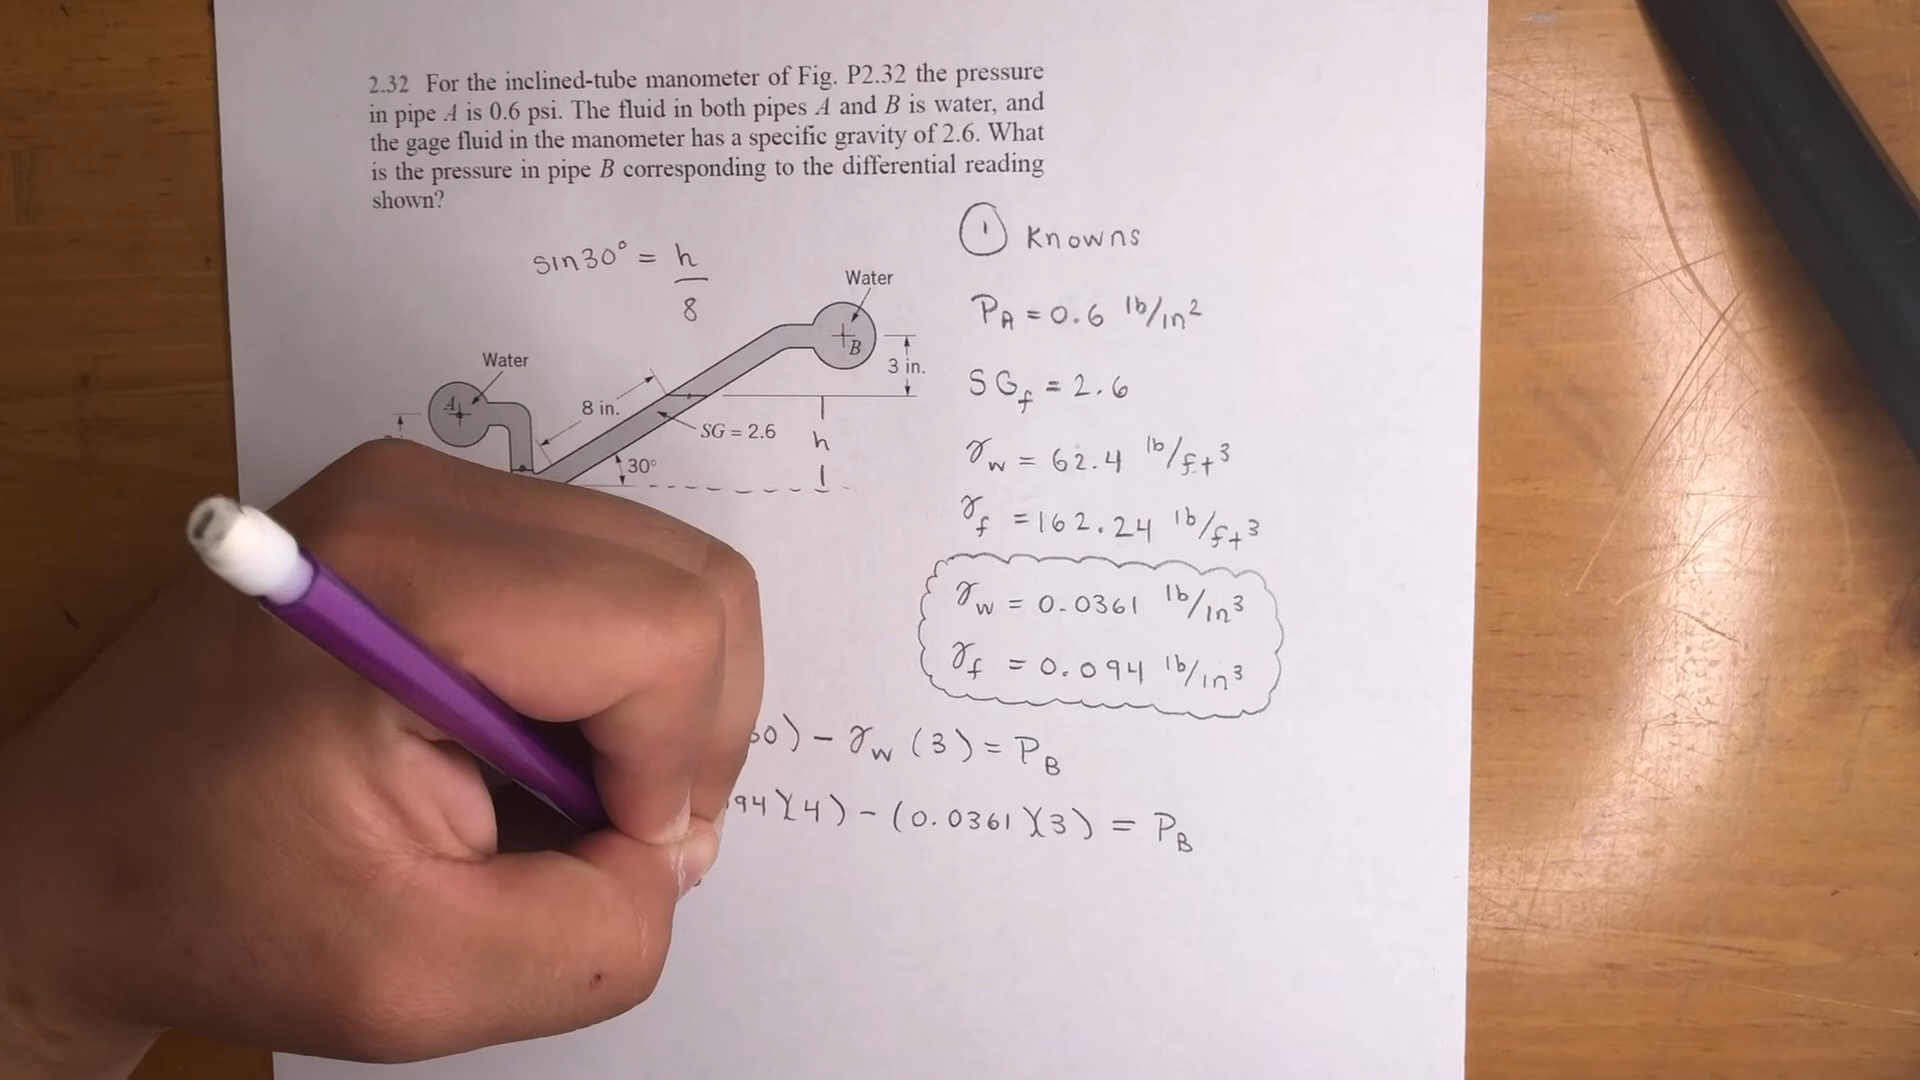 2.32 For the inclined-tube manometer of Fig. P2.32 the pressure
in pipe A is 0.6 psi. The fluid in both pipes A and B is water, and
the gage fluid in the manometer has a specific gravity of 2.6. What
is the pressure in pipe B corresponding to the differential reading
shown?
sin30° = h
8
Water
B
3 in.
Water
A
8 in.
SG = 2.6
h
30°
1 Knowns
P_A = 0.6 lb/in²
SG_f = 2.6
γ_w = 62.4 lb/ft³
γ_f = 162.24 lb/ft³
γ_w = 0.0361 lb/in³
γ_f = 0.094 lb/in³
) - γ_w (3) = P_B
94)(4) - (0.0361)(3) = P_B